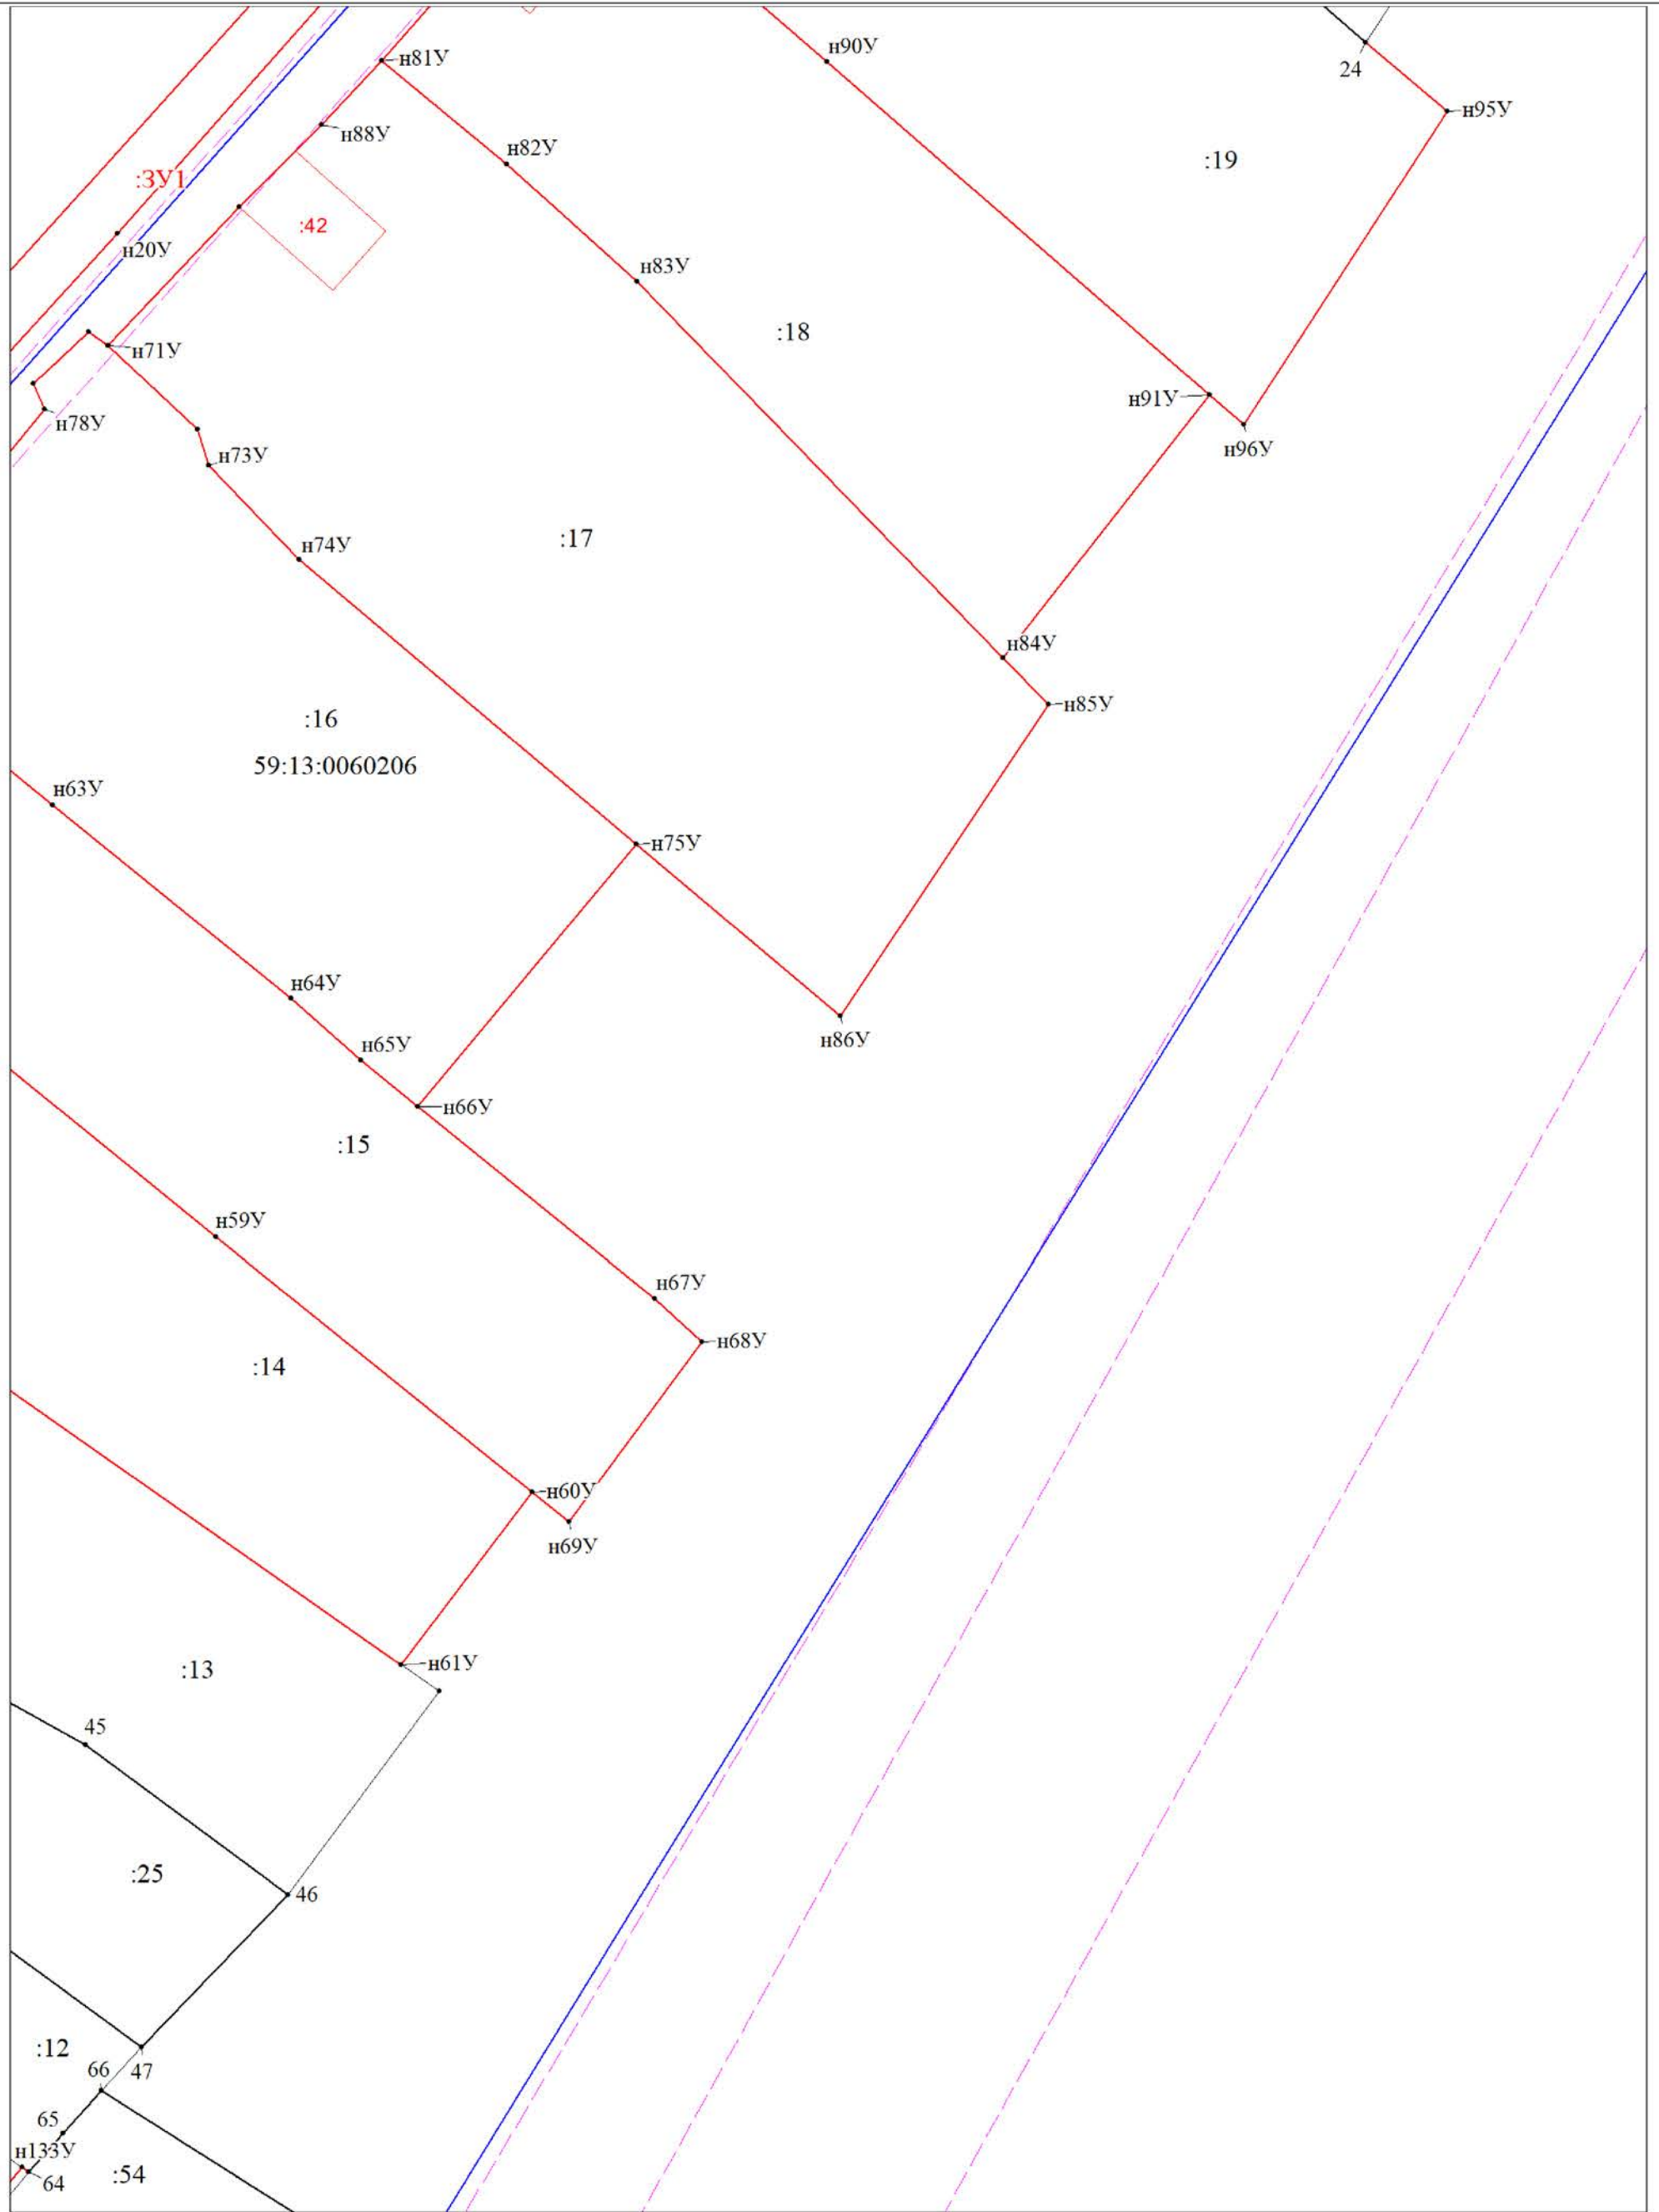 н90У
н81У
24
н95У
н88У
н82У
:19
:ЗУ1
:42
н20У
н83У
:18
н71У
н91У
н78У
н96У
н73У
:17
н74У
н84У
н85У
:16
59:13:0060206
н63У
н75У
н64У
н86У
н65У
н66У
:15
н59У
н67У
н68У
:14
н60У
н69У
н61У
:13
45
:25
46
:12
66
47
65
н133У
64
:54